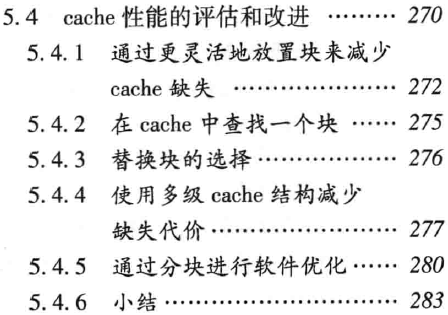 5.4 cache 性能的评估和改进 ……… 270
5.4.1 通过更灵活地放置块来减少
cache 缺失 ………………… 272
5.4.2 在 cache 中查找一个块 …… 275
5.4.3 替换块的选择 …………… 276
5.4.4 使用多级 cache 结构减少
缺失代价 …………………… 277
5.4.5 通过分块进行软件优化 …… 280
5.4.6 小结 ………………………… 283